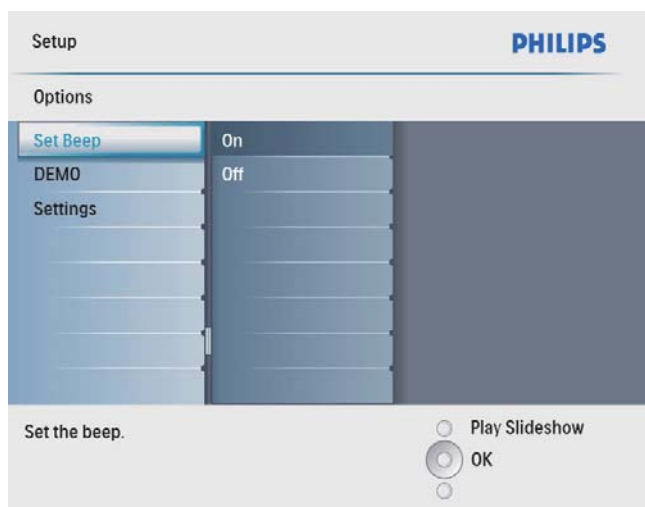 Setup
PHILIPS
Options
Set Beep
On
DEMO
Off
Settings
Set the beep.
Play Slideshow
OK